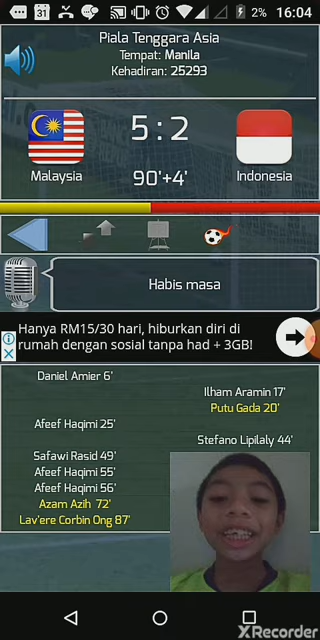 31
2%
16:04
Piala Tenggara Asia
Tempat: Manila
Kehadiran: 25293
5 : 2
Malaysia
90'+4'
Indonesia
Habis masa
Hanya RM15/30 hari, hiburkan diri di
rumah dengan sosial tanpa had + 3GB!
Daniel Amier 6'
Ilham Aramin 17'
Putu Gada 20'
Afeef Haqimi 25'
Stefano Lipilaly 44'
Safawi Rasid 49'
Afeef Haqimi 55'
Afeef Haqimi 56'
Azam Azih 72'
Lav'ere Corbin Ong 87'
XRecorder